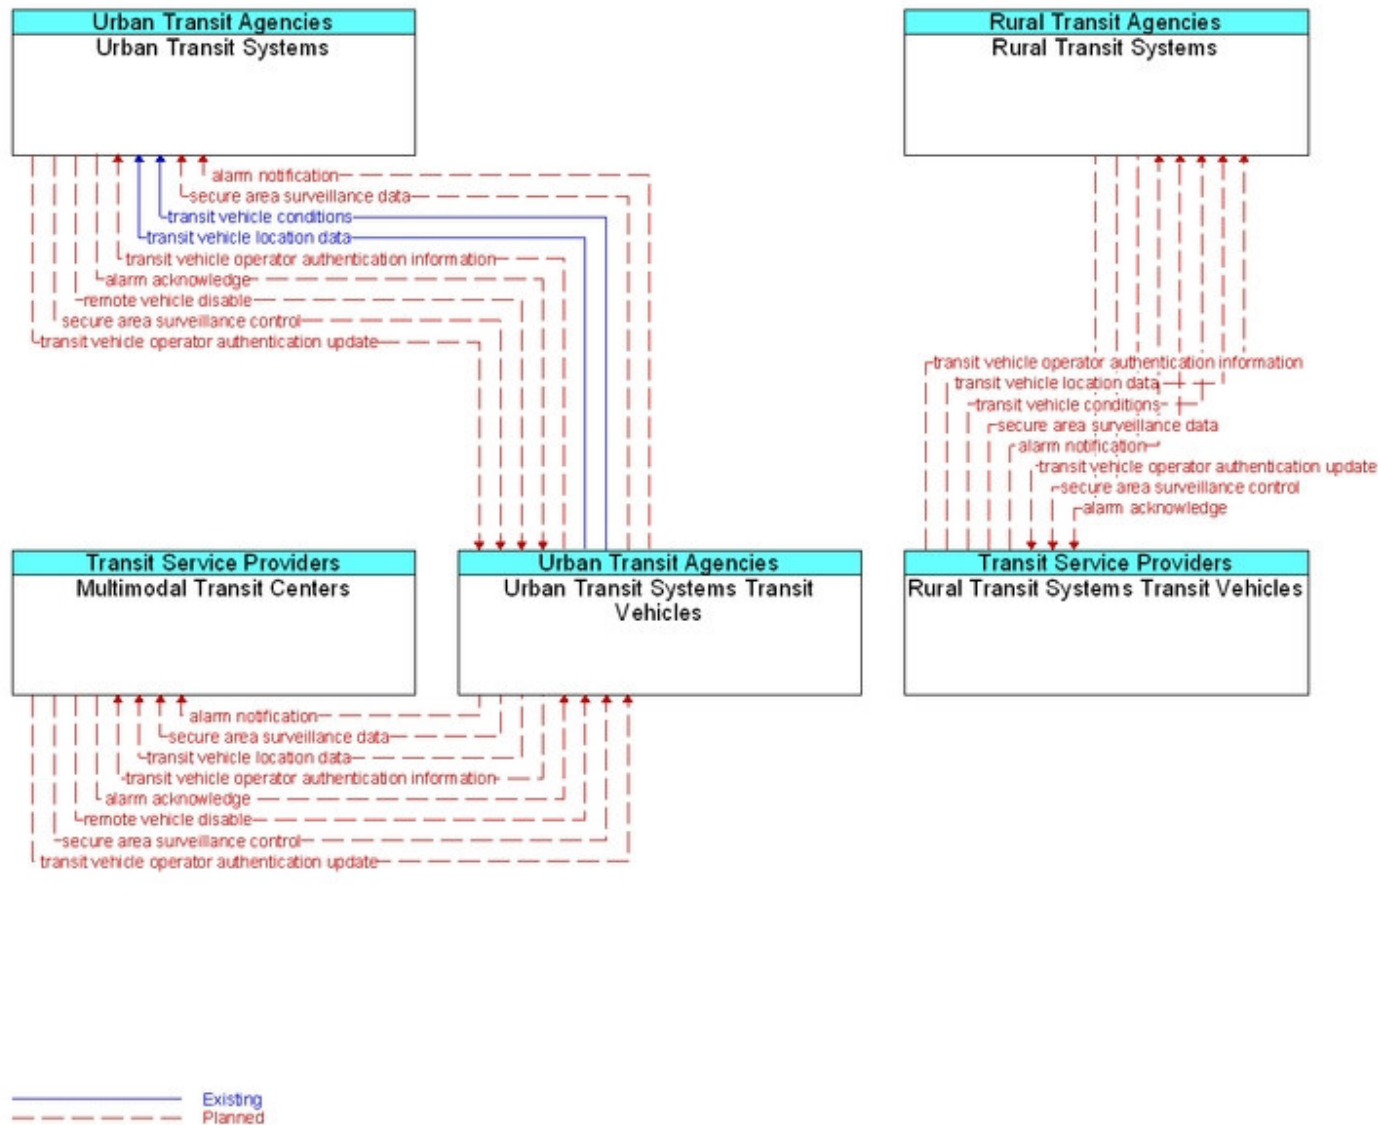 Urban Transit Agencies
Urban Transit Systems
Rural Transit Agencies
Rural Transit Systems
alarm notification
secure area surveillance data
transit vehicle conditions
transit vehicle location data
transit vehicle operator authentication information
alarm acknowledge
remote vehicle disable
secure area surveillance control
transit vehicle operator authentication update
transit vehicle operator authentication information
transit vehicle location data
transit vehicle conditions
secure area surveillance data
alarm notification
transit vehicle operator authentication update
secure area surveillance control
alarm acknowledge
Transit Service Providers
Multimodal Transit Centers
Urban Transit Agencies
Urban Transit Systems Transit
Vehicles
Transit Service Providers
Rural Transit Systems Transit Vehicles
alarm notification
secure area surveillance data
transit vehicle location data
transit vehicle operator authentication information
alarm acknowledge
remote vehicle disable
secure area surveillance control
transit vehicle operator authentication update
Existing
Planned